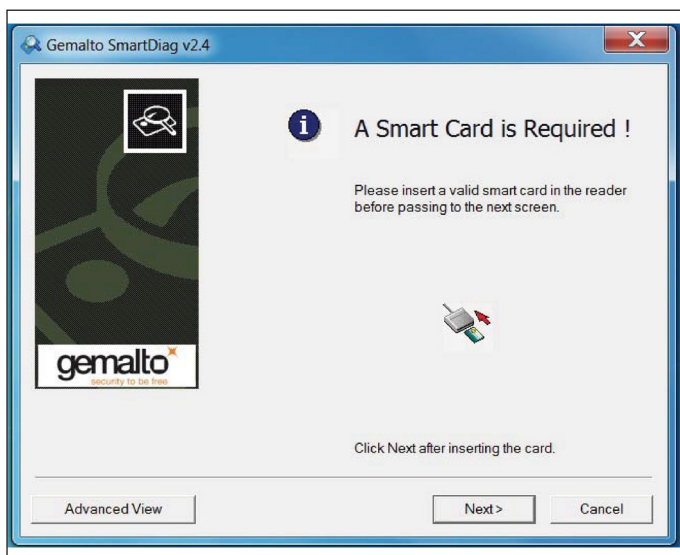 Gemalto SmartDiag v2.4
X
i
A Smart Card is Required !
Please insert a valid smart card in the reader
before passing to the next screen.
gemalto
security to be free
Click Next after inserting the card.
Advanced View
Next >
Cancel